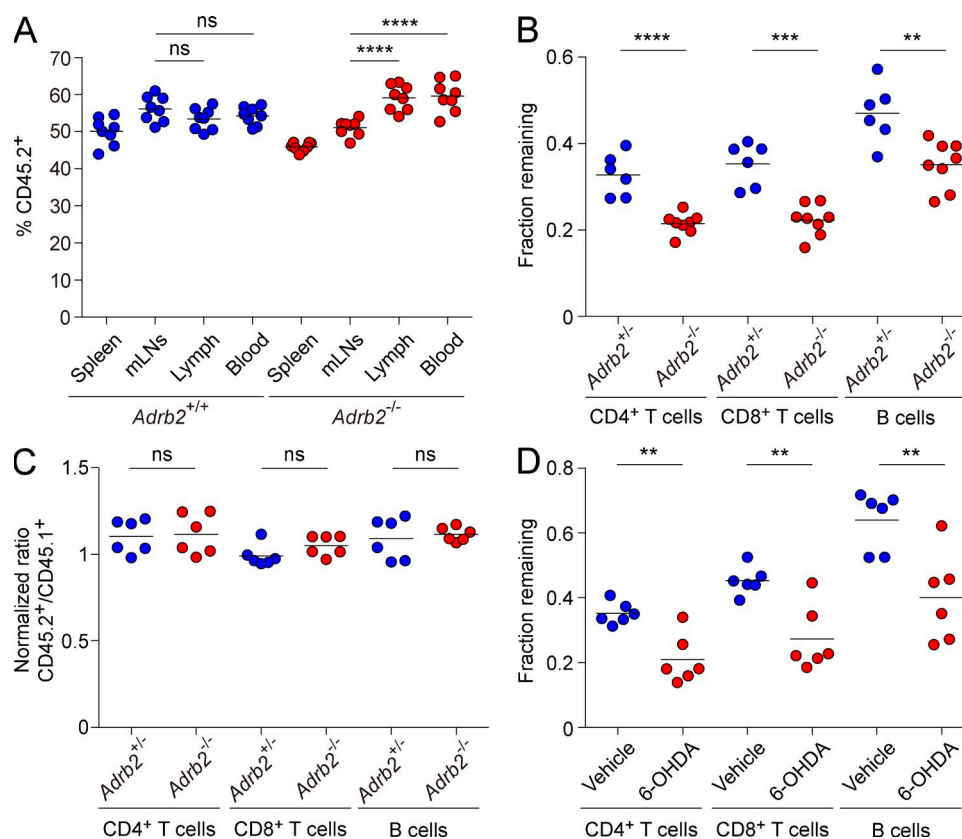 A
ns
ns
****
****
% CD45.2⁺
70
60
50
40
30
20
10
0
Spleen
mLNs
Lymph
Blood
Spleen
mLNs
Lymph
Blood
Adrb2⁺/⁺
Adrb2⁻/⁻
B
****
***
**
Fraction remaining
0.6
0.4
0.2
0
Adrb2⁺/⁻
Adrb2⁻/⁻
Adrb2⁺/⁻
Adrb2⁻/⁻
Adrb2⁺/⁻
Adrb2⁻/⁻
CD4⁺ T cells
CD8⁺ T cells
B cells
C
ns
ns
ns
Normalized ratio
CD45.2⁺/CD45.1⁺
1.5
1
0.5
0
Adrb2⁺/⁻
Adrb2⁻/⁻
Adrb2⁺/⁻
Adrb2⁻/⁻
Adrb2⁺/⁻
Adrb2⁻/⁻
CD4⁺ T cells
CD8⁺ T cells
B cells
D
**
**
**
Fraction remaining
0.8
0.6
0.4
0.2
0
Vehicle
6-OHDA
Vehicle
6-OHDA
Vehicle
6-OHDA
CD4⁺ T cells
CD8⁺ T cells
B cells